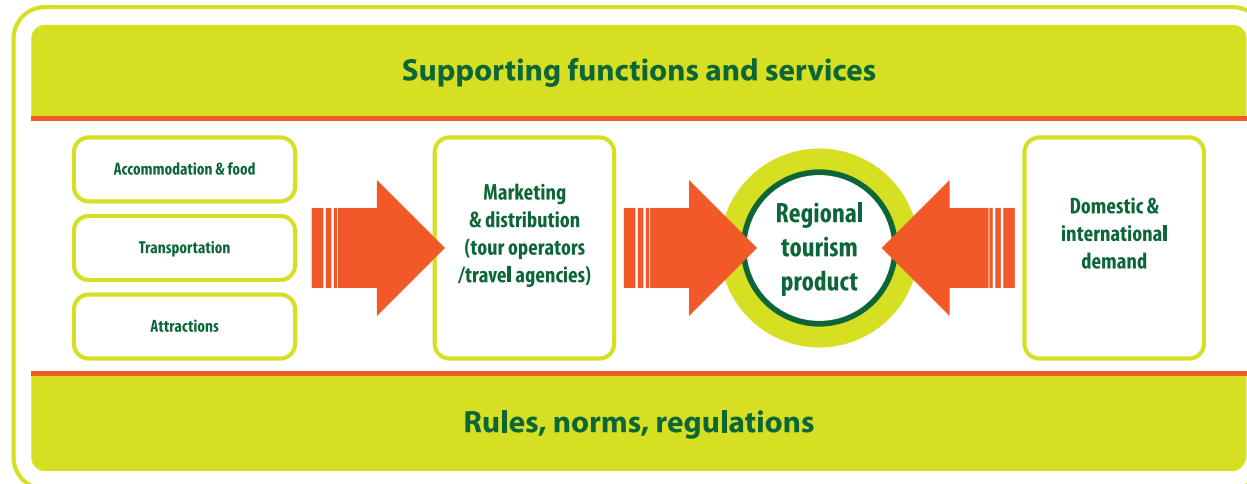 Supporting functions and services
Accommodation & food
Transportation
Attractions
Marketing
& distribution
(tour operators
/travel agencies)
Regional
tourism
product
Domestic &
international
demand
Rules, norms, regulations